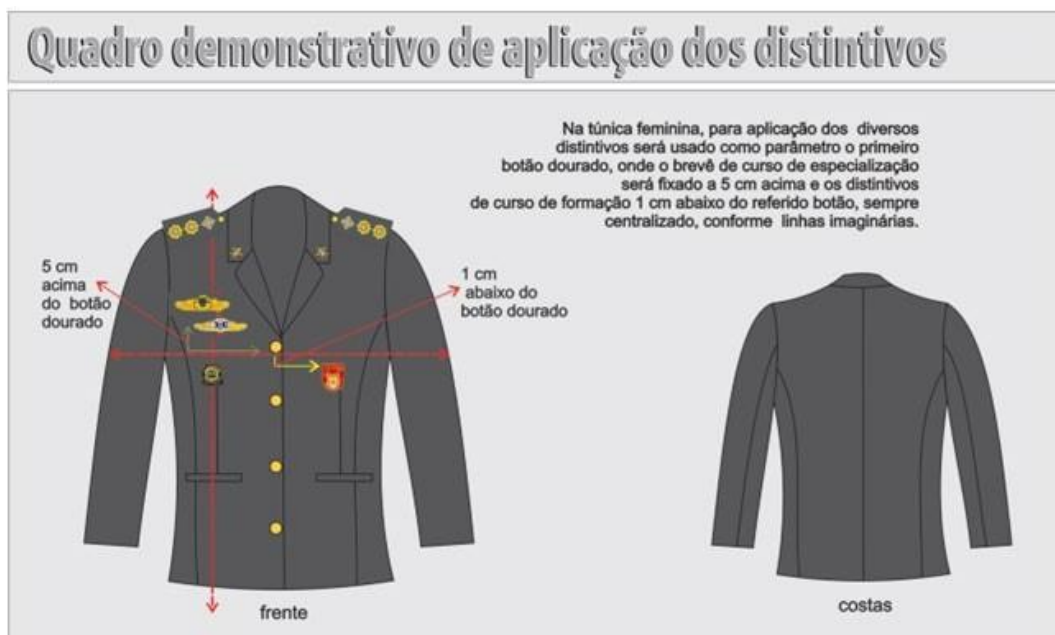 Quadro demonstrativo de aplicação dos distintivos
Na túnica feminina, para aplicação dos diversos
distintivos será usado como parâmetro o primeiro
botão dourado, onde o brevê de curso de especialização
será fixado a 5 cm acima e os distintivos
de curso de formação 1 cm abaixo do referido botão, sempre
centralizado, conforme linhas imaginárias.
5 cm
acima
do botão
dourado
1 cm
abaixo do
botão dourado
frente
costas